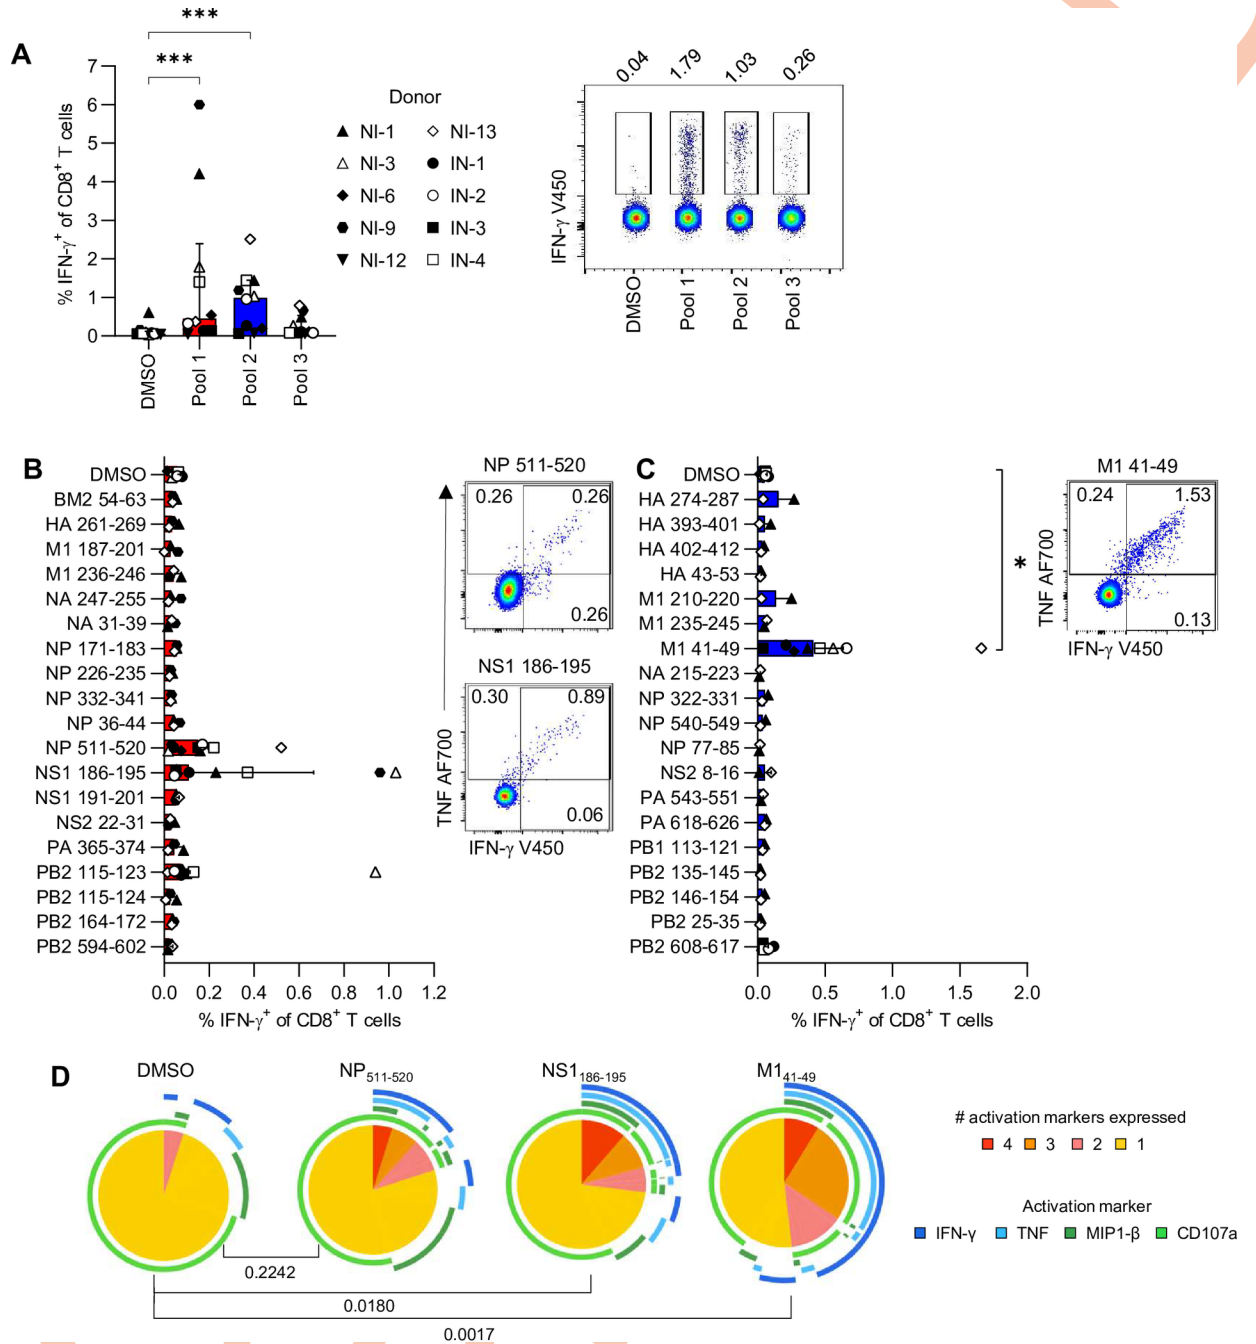 A
***
***
7
6
5
4
3
2
1
0
% IFN-γ+ of CD8+ T cells
DMSO
Pool 1
Pool 2
Pool 3
Donor
NI-1
NI-3
NI-6
NI-9
NI-12
NI-13
IN-1
IN-2
IN-3
IN-4
0.04
1.79
1.03
0.26
IFN-γ V450
DMSO
Pool 1
Pool 2
Pool 3
B
DMSO
BM2 54-63
HA 261-269
M1 187-201
M1 236-246
NA 247-255
NA 31-39
NP 171-183
NP 226-235
NP 332-341
NP 36-44
NP 511-520
NS1 186-195
NS1 191-201
NS2 22-31
PA 365-374
PB2 115-123
PB2 115-124
PB2 164-172
PB2 594-602
0.0 0.2 0.4 0.6 0.8 1.0 1.2
% IFN-γ+ of CD8+ T cells
NP 511-520
0.26 0.26
0.26
NS1 186-195
0.30 0.89
0.06
TNF AF700
IFN-γ V450
C
DMSO
HA 274-287
HA 393-401
HA 402-412
HA 43-53
M1 210-220
M1 235-245
M1 41-49
NA 215-223
NP 322-331
NP 540-549
NP 77-85
NS2 8-16
PA 543-551
PA 618-626
PB1 113-121
PB2 135-145
PB2 146-154
PB2 25-35
PB2 608-617
0.0 0.5 1.0 1.5 2.0
% IFN-γ+ of CD8+ T cells
*
M1 41-49
0.24 1.53
0.13
TNF AF700
IFN-γ V450
D
DMSO
NP511-520
NS1186-195
M141-49
0.2242
0.0180
0.0017
# activation markers expressed
4 3 2 1
Activation marker
IFN-γ TNF MIP1-β CD107a